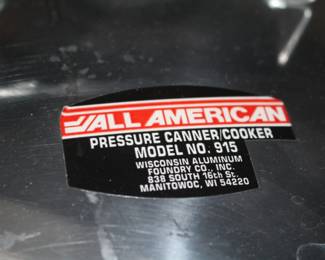 ALL AMERICAN
PRESSURE CANNER/COOKER
MODEL NO. 915
WISCONSIN ALUMINUM
FOUNDRY CO., INC.
838 SOUTH 16th St.
MANITOWOC, WI 54220